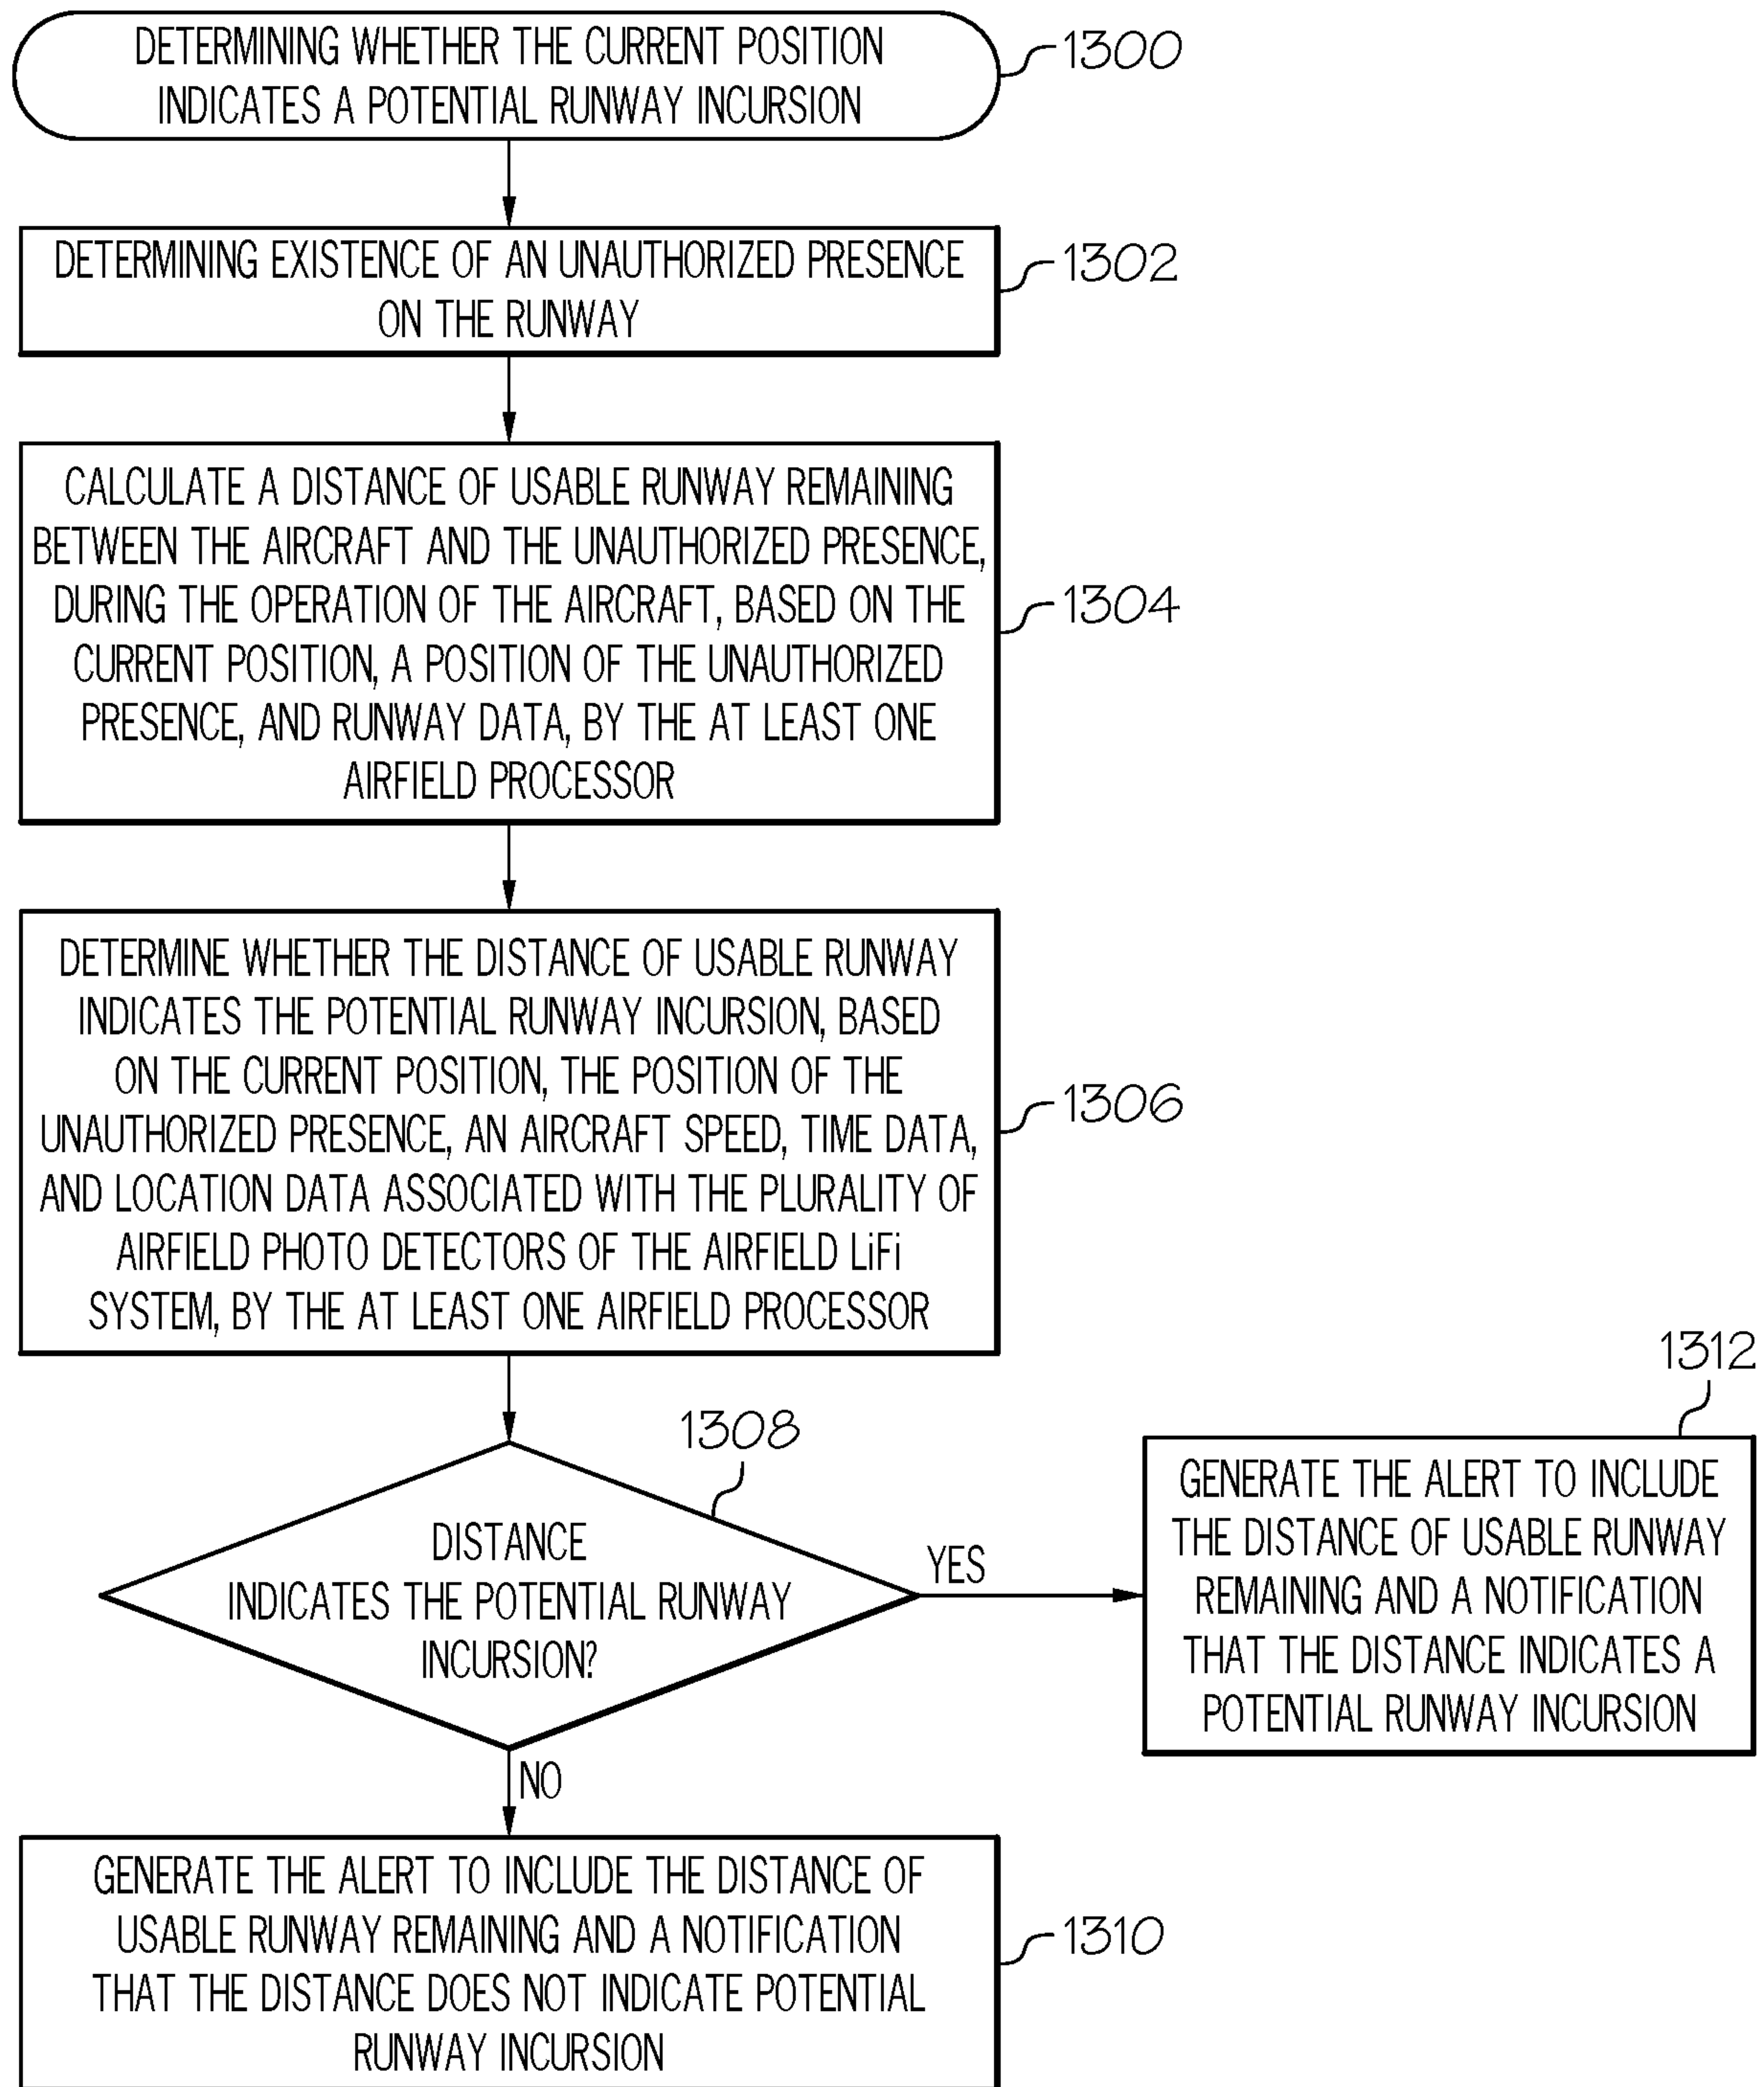 DETERMINING WHETHER THE CURRENT POSITION
INDICATES A POTENTIAL RUNWAY INCURSION
1300
DETERMINING EXISTENCE OF AN UNAUTHORIZED PRESENCE
ON THE RUNWAY
1302
CALCULATE A DISTANCE OF USABLE RUNWAY REMAINING
BETWEEN THE AIRCRAFT AND THE UNAUTHORIZED PRESENCE,
DURING THE OPERATION OF THE AIRCRAFT, BASED ON THE
CURRENT POSITION, A POSITION OF THE UNAUTHORIZED
PRESENCE, AND RUNWAY DATA, BY THE AT LEAST ONE
AIRFIELD PROCESSOR
1304
DETERMINE WHETHER THE DISTANCE OF USABLE RUNWAY
INDICATES THE POTENTIAL RUNWAY INCURSION, BASED
ON THE CURRENT POSITION, THE POSITION OF THE
UNAUTHORIZED PRESENCE, AN AIRCRAFT SPEED, TIME DATA,
AND LOCATION DATA ASSOCIATED WITH THE PLURALITY OF
AIRFIELD PHOTO DETECTORS OF THE AIRFIELD LiFi
SYSTEM, BY THE AT LEAST ONE AIRFIELD PROCESSOR
1306
1308
DISTANCE
INDICATES THE POTENTIAL RUNWAY
INCURSION?
YES
1312
GENERATE THE ALERT TO INCLUDE
THE DISTANCE OF USABLE RUNWAY
REMAINING AND A NOTIFICATION
THAT THE DISTANCE INDICATES A
POTENTIAL RUNWAY INCURSION
NO
GENERATE THE ALERT TO INCLUDE THE DISTANCE OF
USABLE RUNWAY REMAINING AND A NOTIFICATION
THAT THE DISTANCE DOES NOT INDICATE POTENTIAL
RUNWAY INCURSION
1310